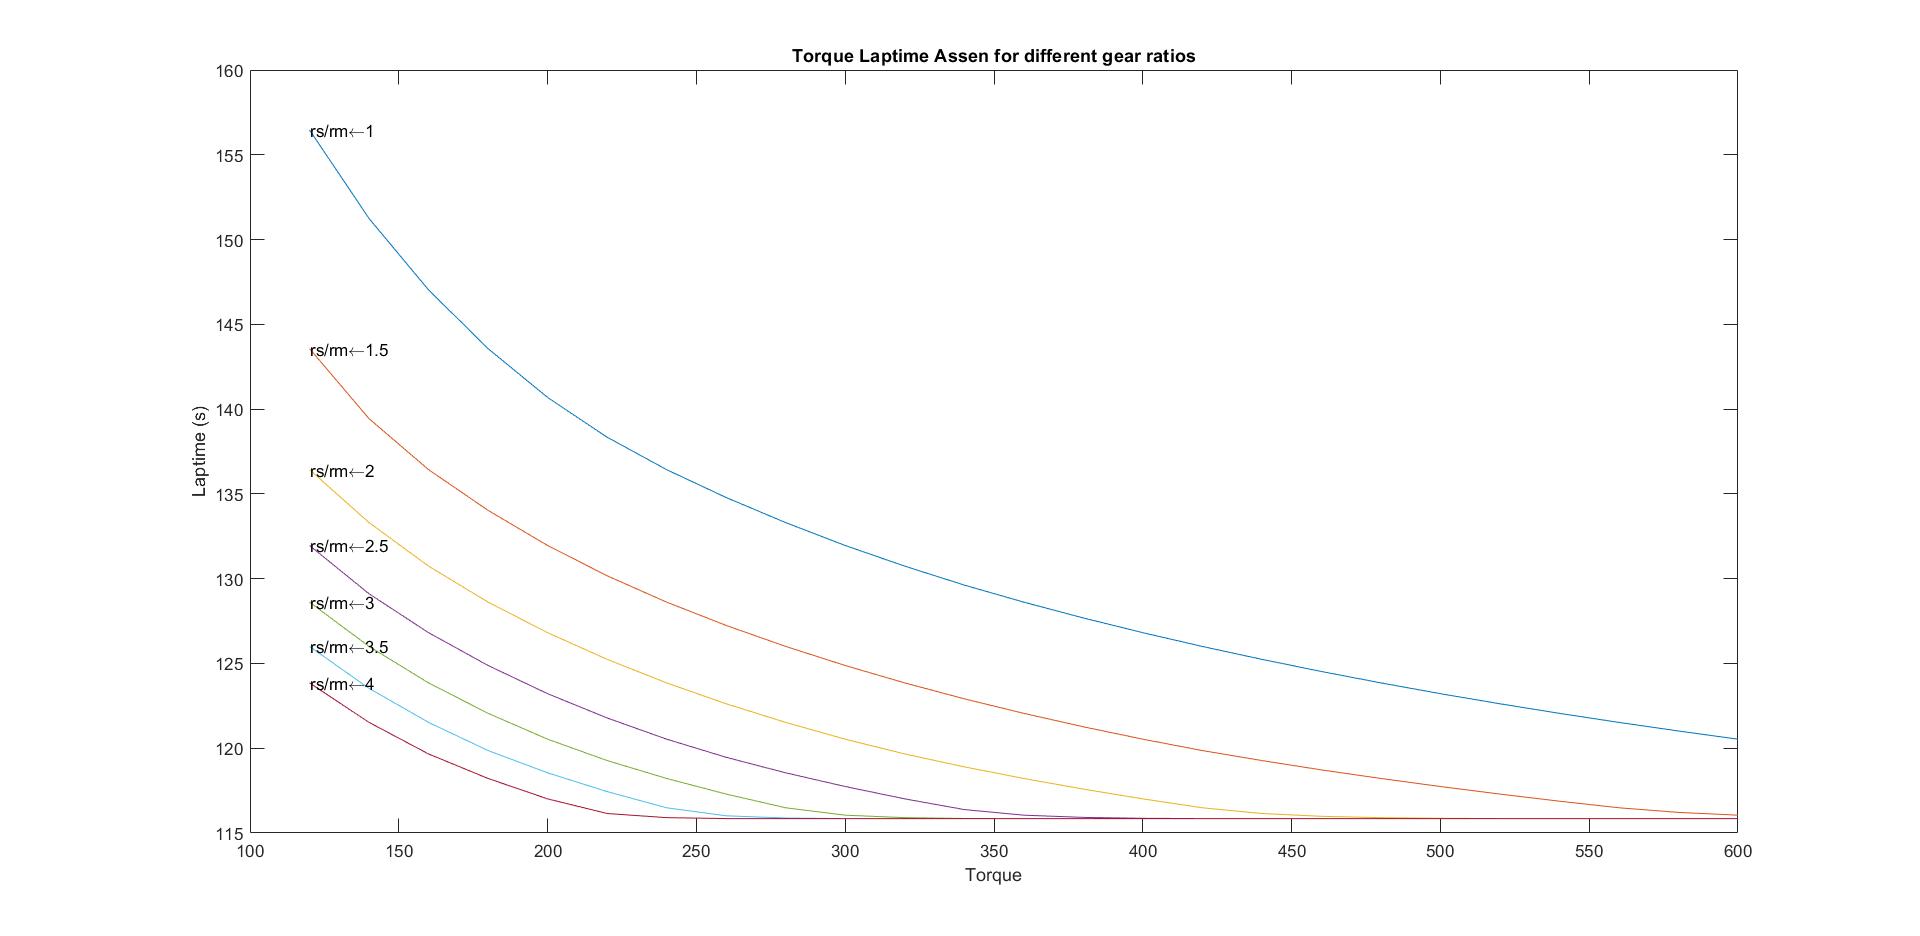 Torque Laptime Assen for different gear ratios
160
155
150
145
140
135
130
125
120
115
Laptime (s)
rs/rm←1
rs/rm←1.5
rs/rm←2
rs/rm←2.5
rs/rm←3
rs/rm←3.5
rs/rm←4
100 150 200 250 300 350 400 450 500 550 600
Torque